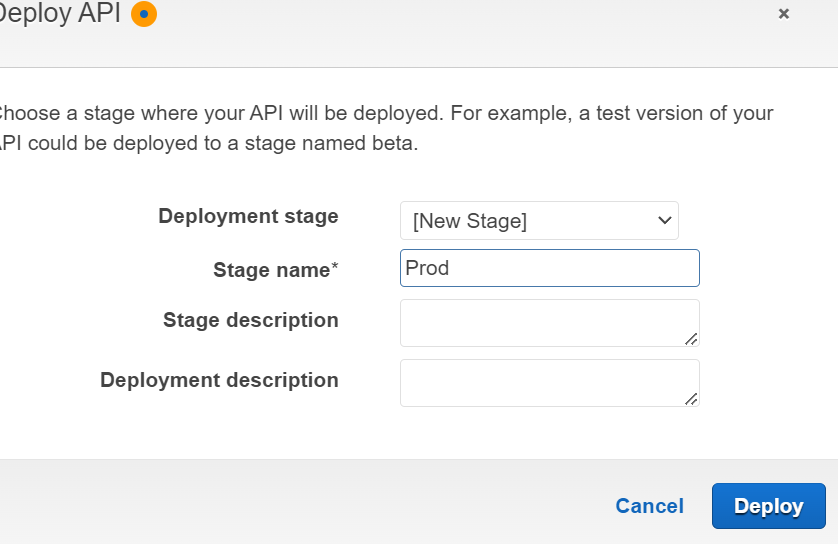 Deploy API
Choose a stage where your API will be deployed. For example, a test version of your
API could be deployed to a stage named beta.
Deployment stage [New Stage]
Stage name* Prod
Stage description
Deployment description
Cancel Deploy